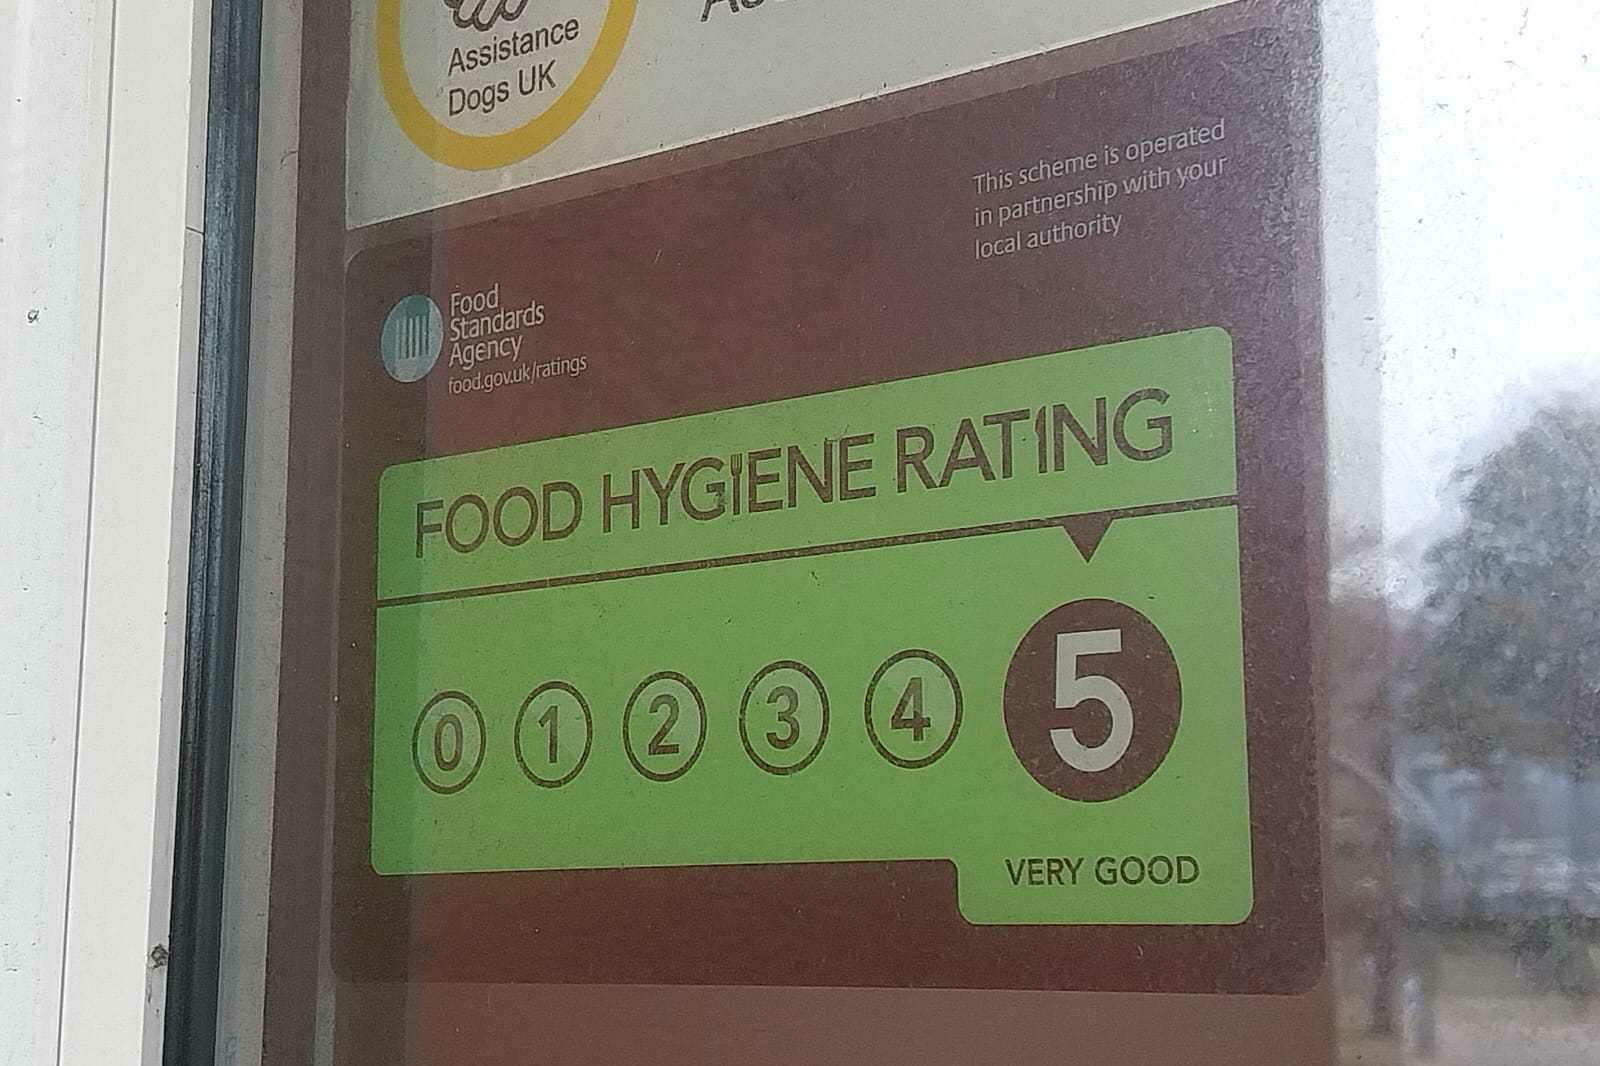 Assistance
Dogs UK
This scheme is operated
in partnership with your
local authority
Food
Standards
Agency
food.gov.uk/ratings
FOOD HYGIENE RATING
0 1 2 3 4 5
VERY GOOD